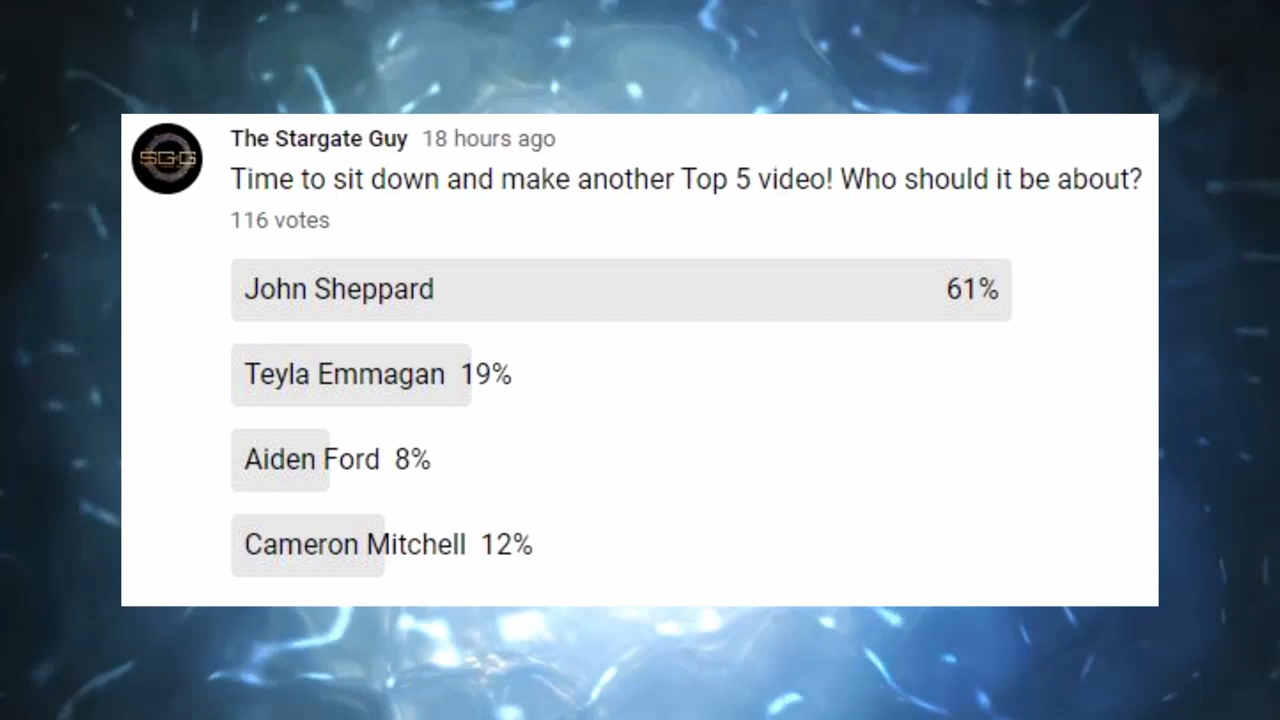 SG-G
The Stargate Guy 18 hours ago
Time to sit down and make another Top 5 video! Who should it be about?
116 votes
John Sheppard 61%
Teyla Emmagan 19%
Aiden Ford 8%
Cameron Mitchell 12%